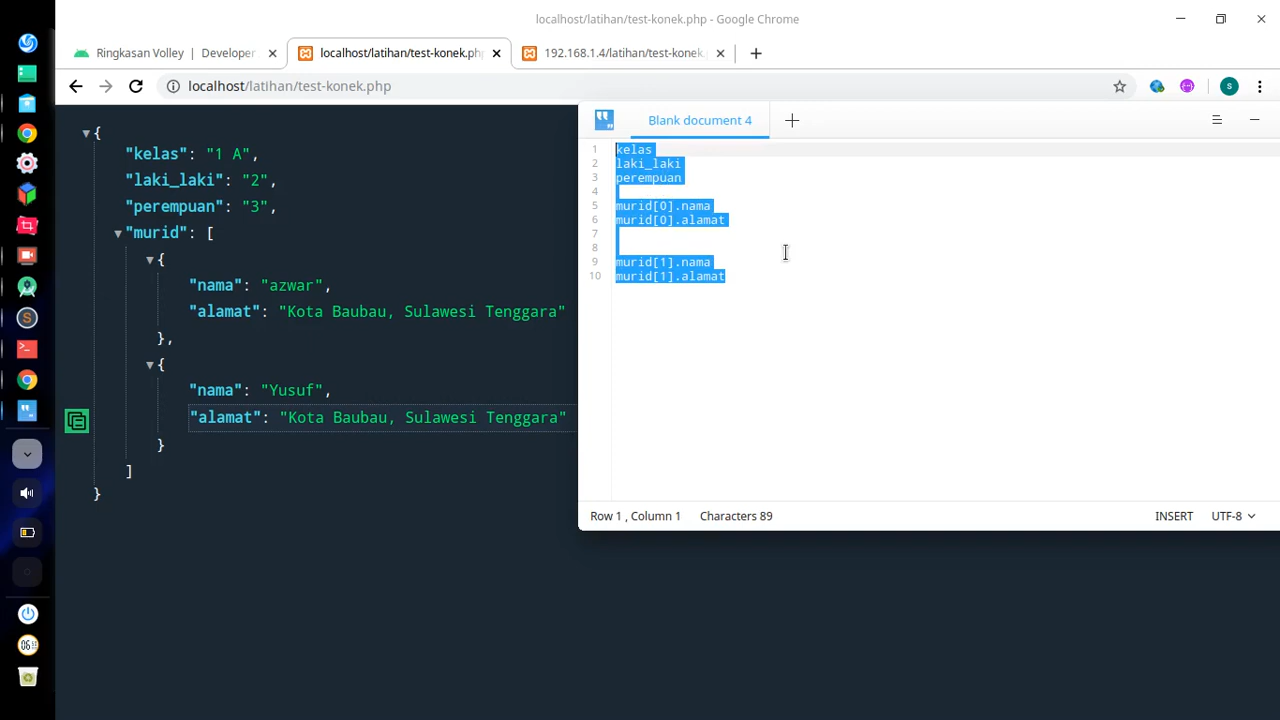 localhost/latihan/test-konek.php - Google Chrome
Ringkasan Volley | Developer
localhost/latihan/test-konek.php
192.168.1.4/latihan/test-konek.
localhost/latihan/test-konek.php
S
{
"kelas": "1 A",
"laki_laki": "2",
"perempuan": "3",
"murid": [
{
"nama": "azwar",
"alamat": "Kota Baubau, Sulawesi Tenggara"
},
{
"nama": "Yusuf",
"alamat": "Kota Baubau, Sulawesi Tenggara"
}
]
}
Blank document 4
1 kelas
2 laki_laki
3 perempuan
4
5 murid[0].nama
6 murid[0].alamat
7
8
9 murid[1].nama
10 murid[1].alamat
Row 1 , Column 1 Characters 89 INSERT UTF-8